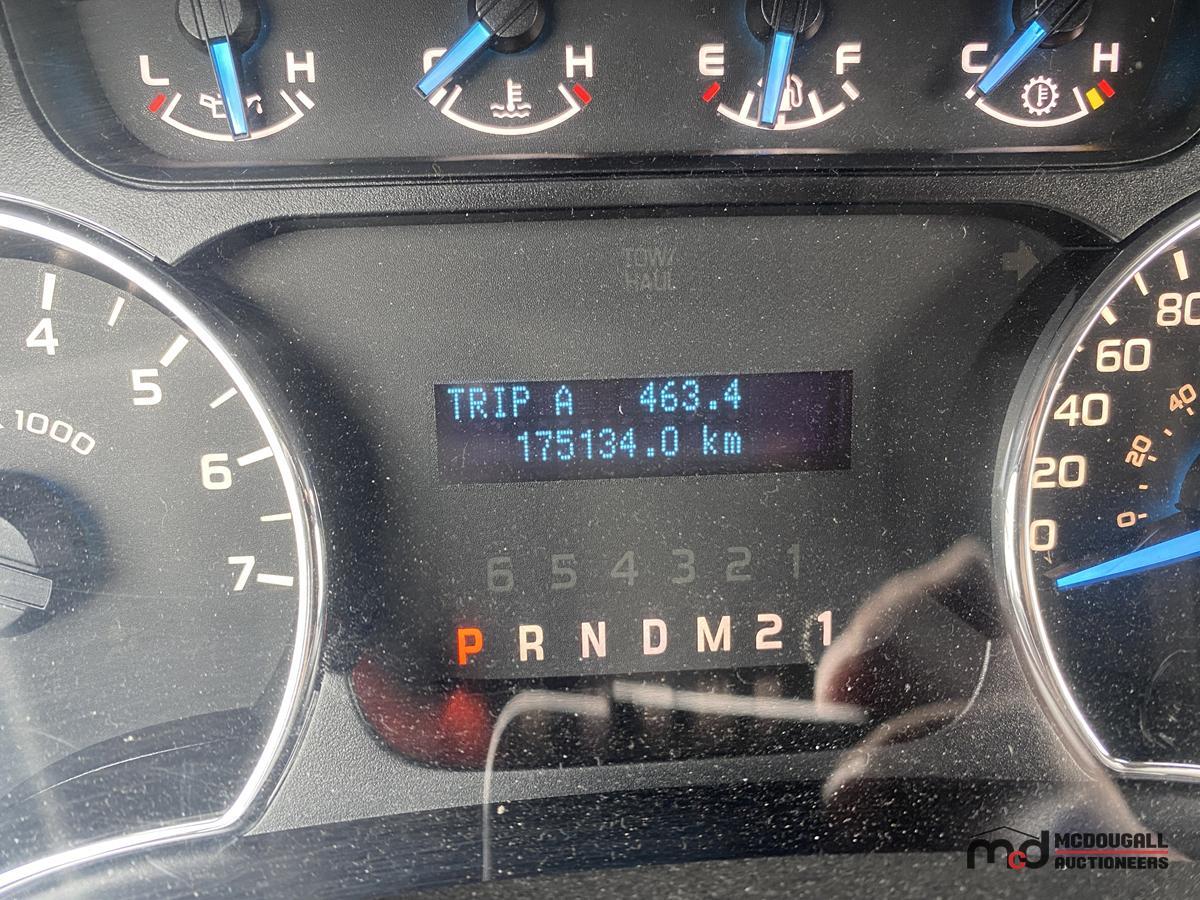 L H C H E F C H
TOW/
HAUL
TRIP A 463.4
175134.0 km
4
5
1000
6
7
80
60
40
20
0
40
20
0
6 5 4 3 2 1
P R N D M 2 1
mcd MCDOUGALL
AUCTIONEERS